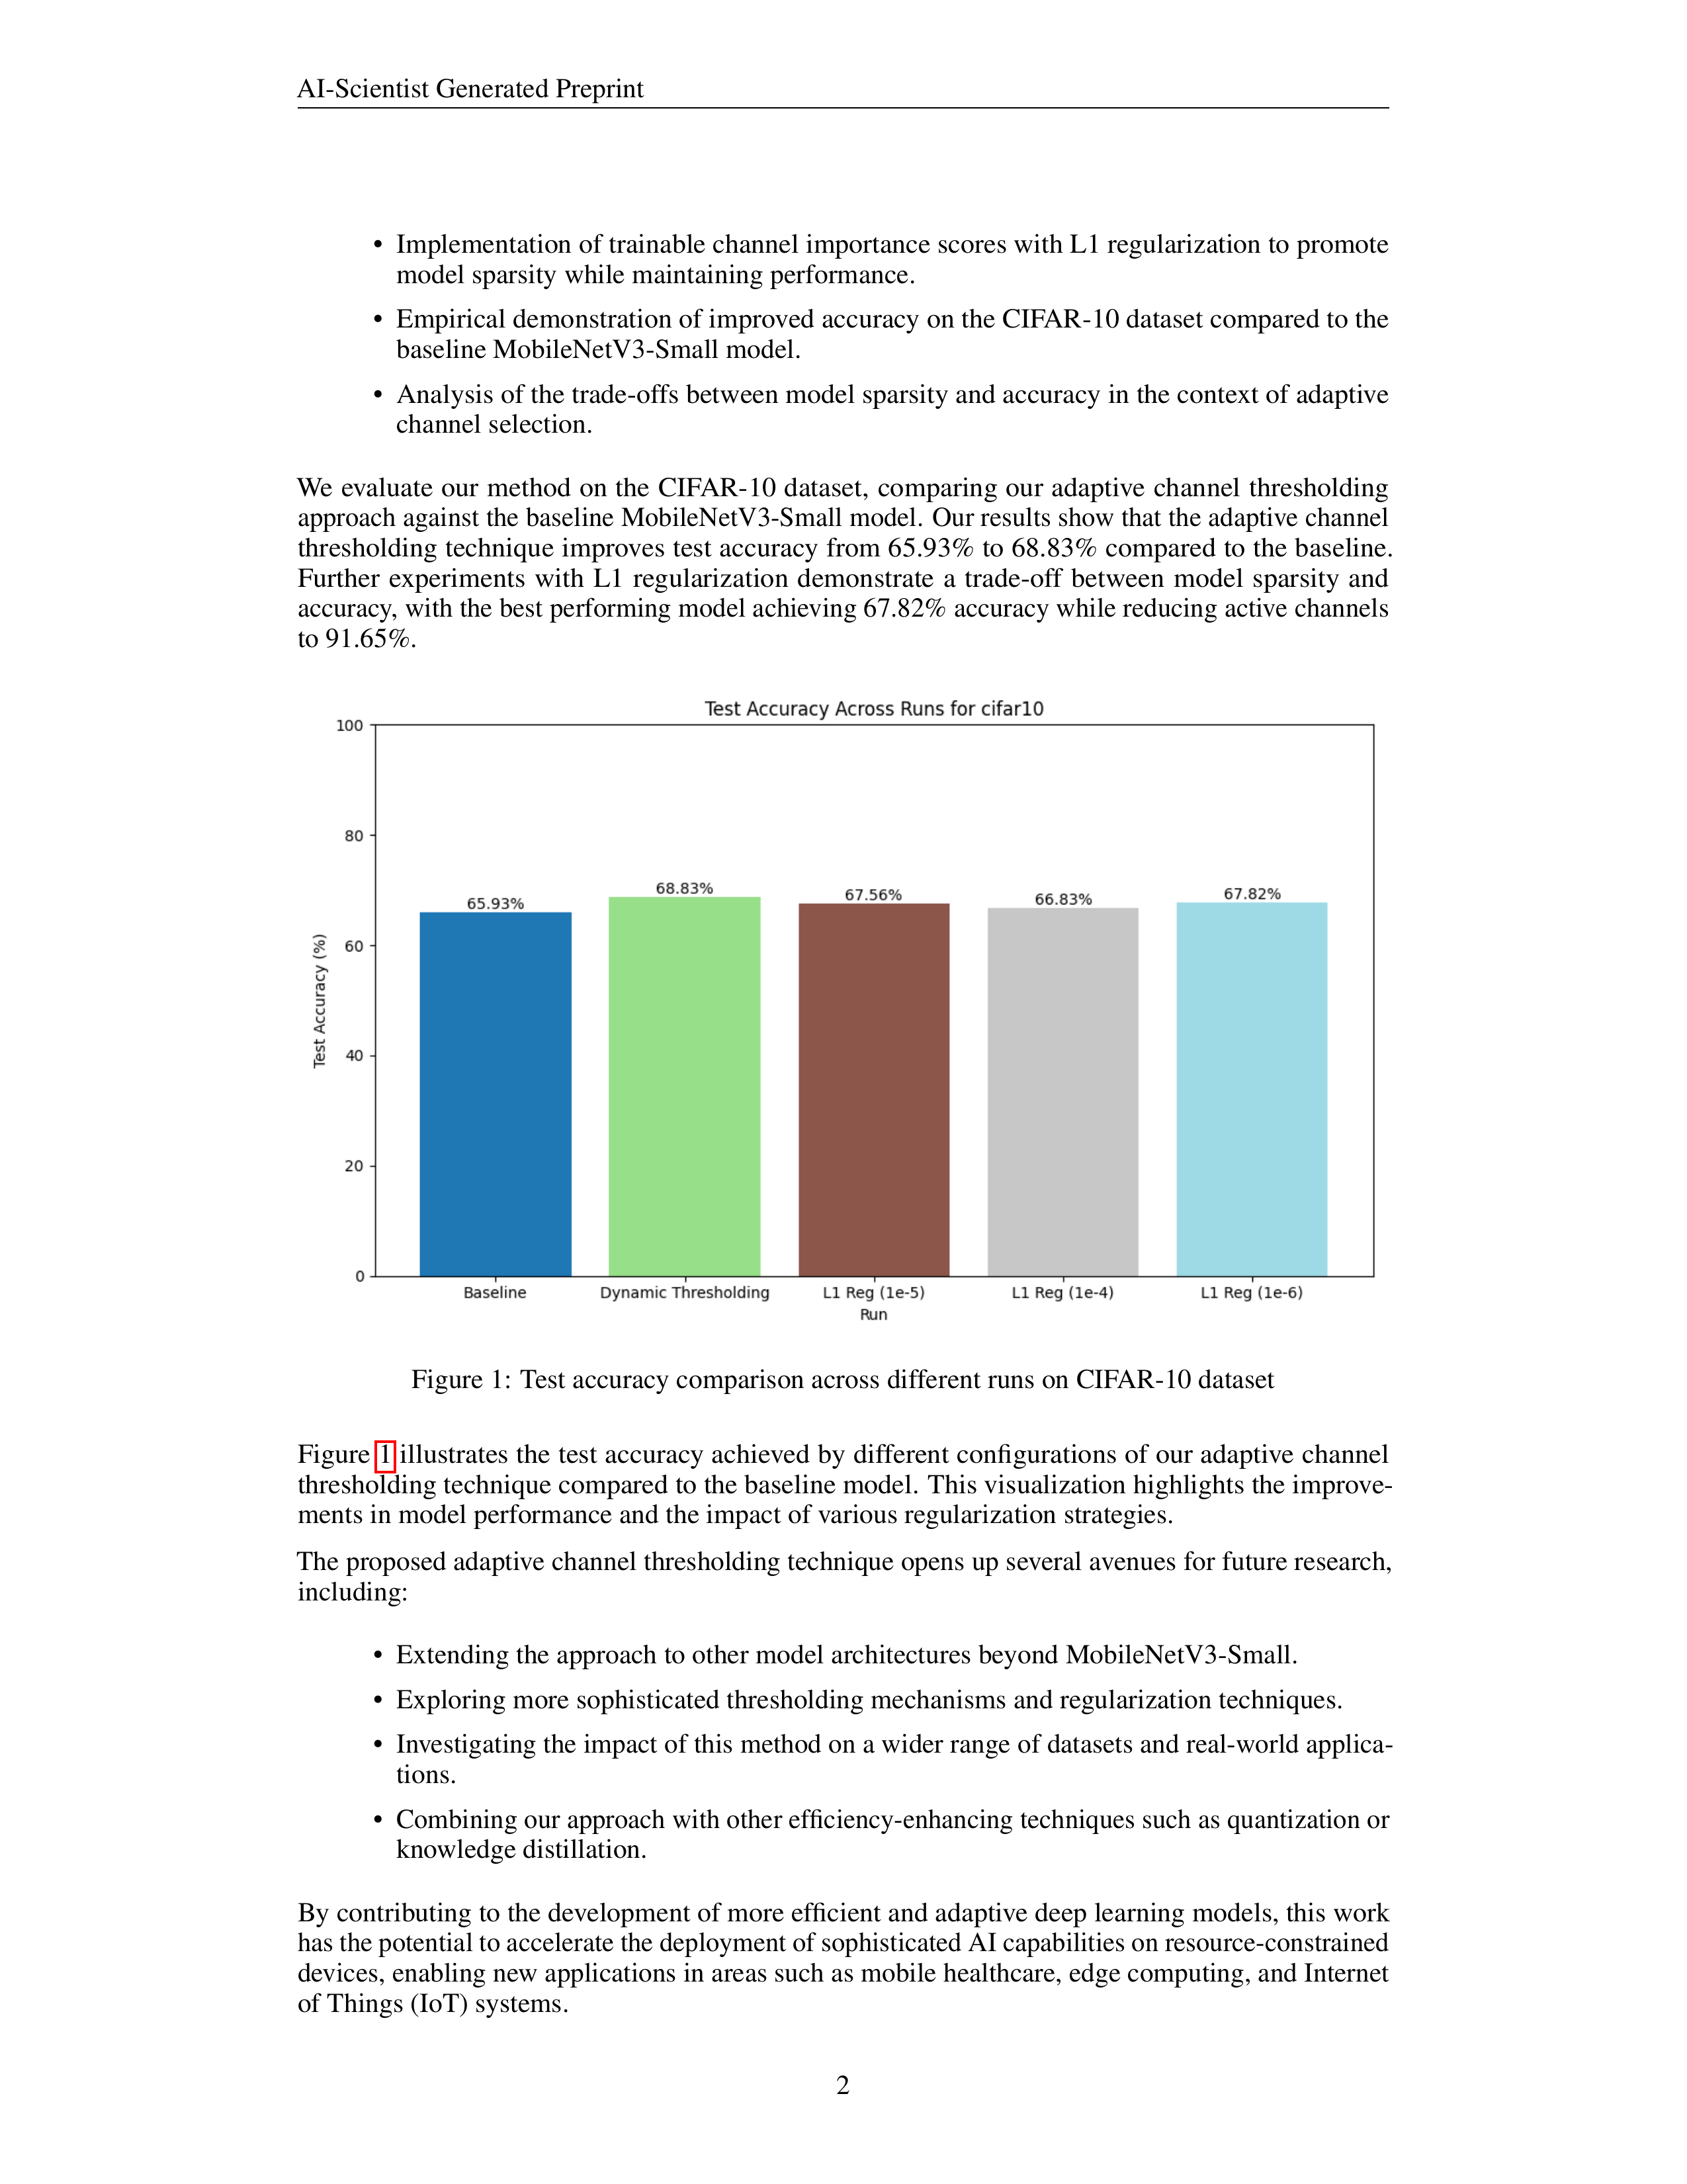 AI-Scientist Generated Preprint
• Implementation of trainable channel importance scores with L1 regularization to promote
model sparsity while maintaining performance.
• Empirical demonstration of improved accuracy on the CIFAR-10 dataset compared to the
baseline MobileNetV3-Small model.
• Analysis of the trade-offs between model sparsity and accuracy in the context of adaptive
channel selection.
We evaluate our method on the CIFAR-10 dataset, comparing our adaptive channel thresholding
approach against the baseline MobileNetV3-Small model. Our results show that the adaptive channel
thresholding technique improves test accuracy from 65.93% to 68.83% compared to the baseline.
Further experiments with L1 regularization demonstrate a trade-off between model sparsity and
accuracy, with the best performing model achieving 67.82% accuracy while reducing active channels
to 91.65%.
Test Accuracy Across Runs for cifar10
100
80
60
40
20
0
Test Accuracy (%)
65.93%
68.83%
67.56%
66.83%
67.82%
Baseline
Dynamic Thresholding
L1 Reg (1e-5)
L1 Reg (1e-4)
L1 Reg (1e-6)
Run
Figure 1: Test accuracy comparison across different runs on CIFAR-10 dataset
Figure 1 illustrates the test accuracy achieved by different configurations of our adaptive channel
thresholding technique compared to the baseline model. This visualization highlights the improve-
ments in model performance and the impact of various regularization strategies.
The proposed adaptive channel thresholding technique opens up several avenues for future research,
including:
• Extending the approach to other model architectures beyond MobileNetV3-Small.
• Exploring more sophisticated thresholding mechanisms and regularization techniques.
• Investigating the impact of this method on a wider range of datasets and real-world applica-
tions.
• Combining our approach with other efficiency-enhancing techniques such as quantization or
knowledge distillation.
By contributing to the development of more efficient and adaptive deep learning models, this work
has the potential to accelerate the deployment of sophisticated AI capabilities on resource-constrained
devices, enabling new applications in areas such as mobile healthcare, edge computing, and Internet
of Things (IoT) systems.
2